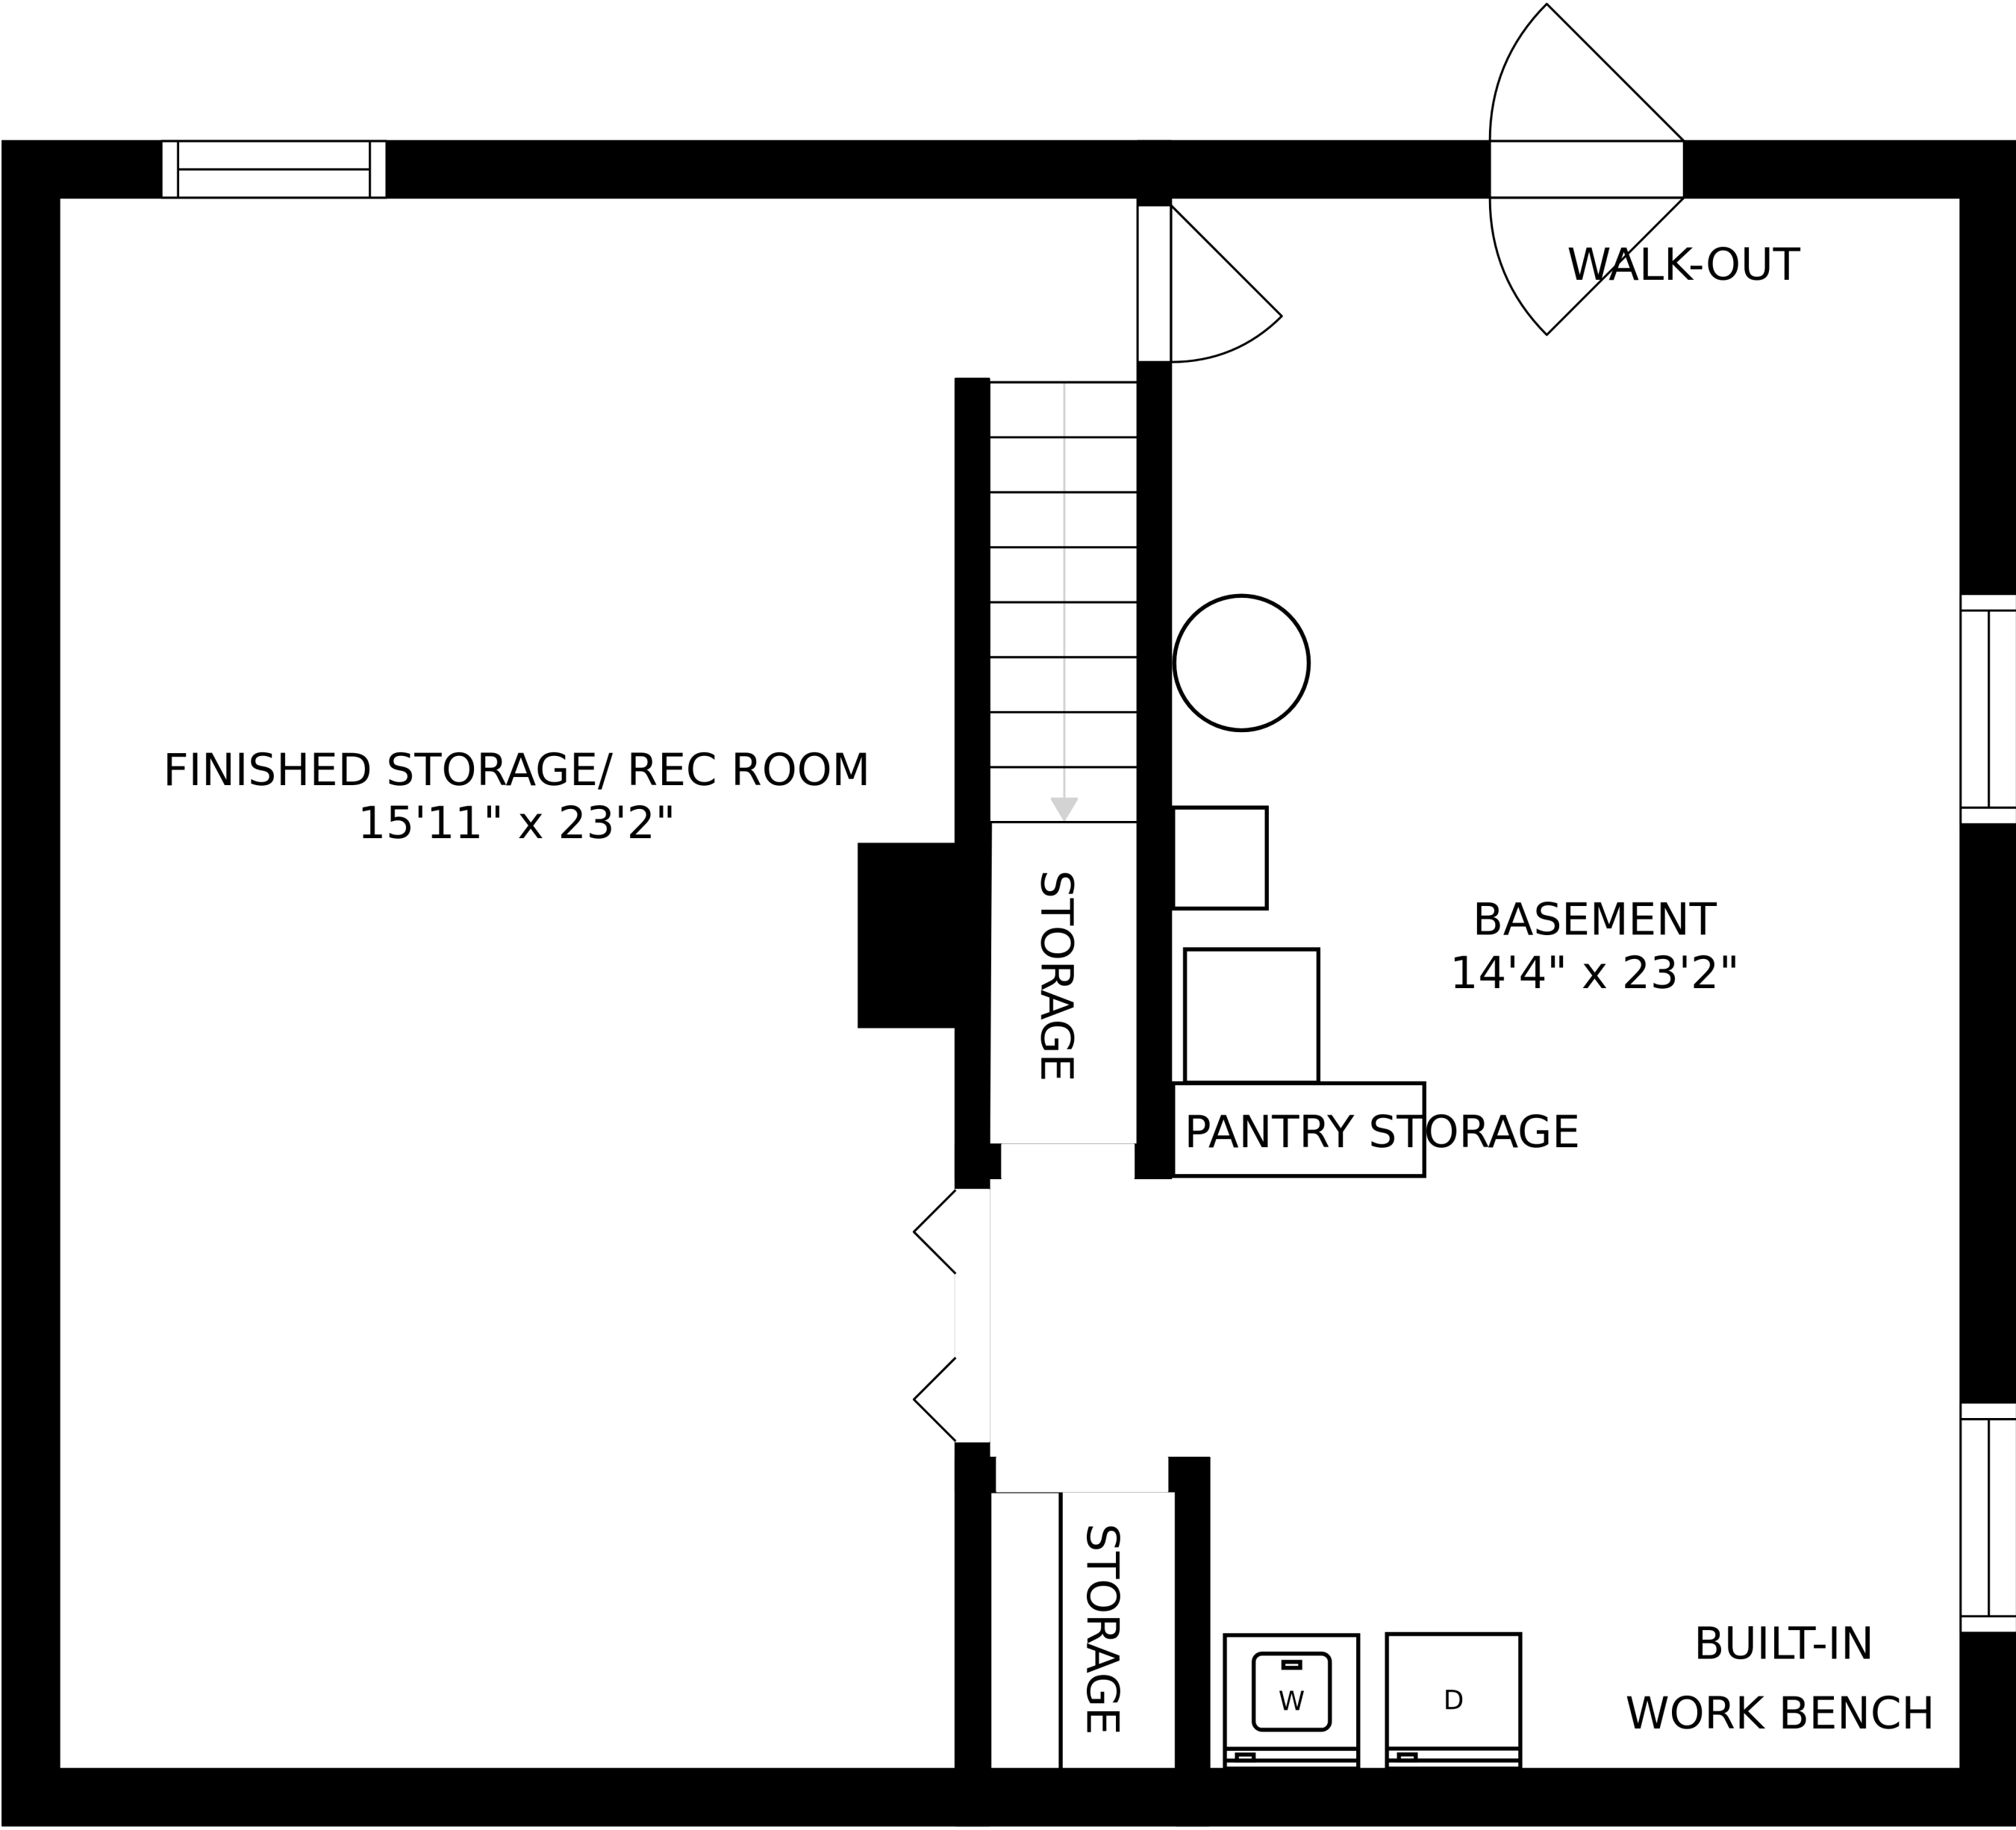 WALK-OUT
FINISHED STORAGE/ REC ROOM
15'11" x 23'2"
STORAGE
BASEMENT
14'4" x 23'2"
PANTRY STORAGE
STORAGE
W
D
BUILT-IN
WORK BENCH